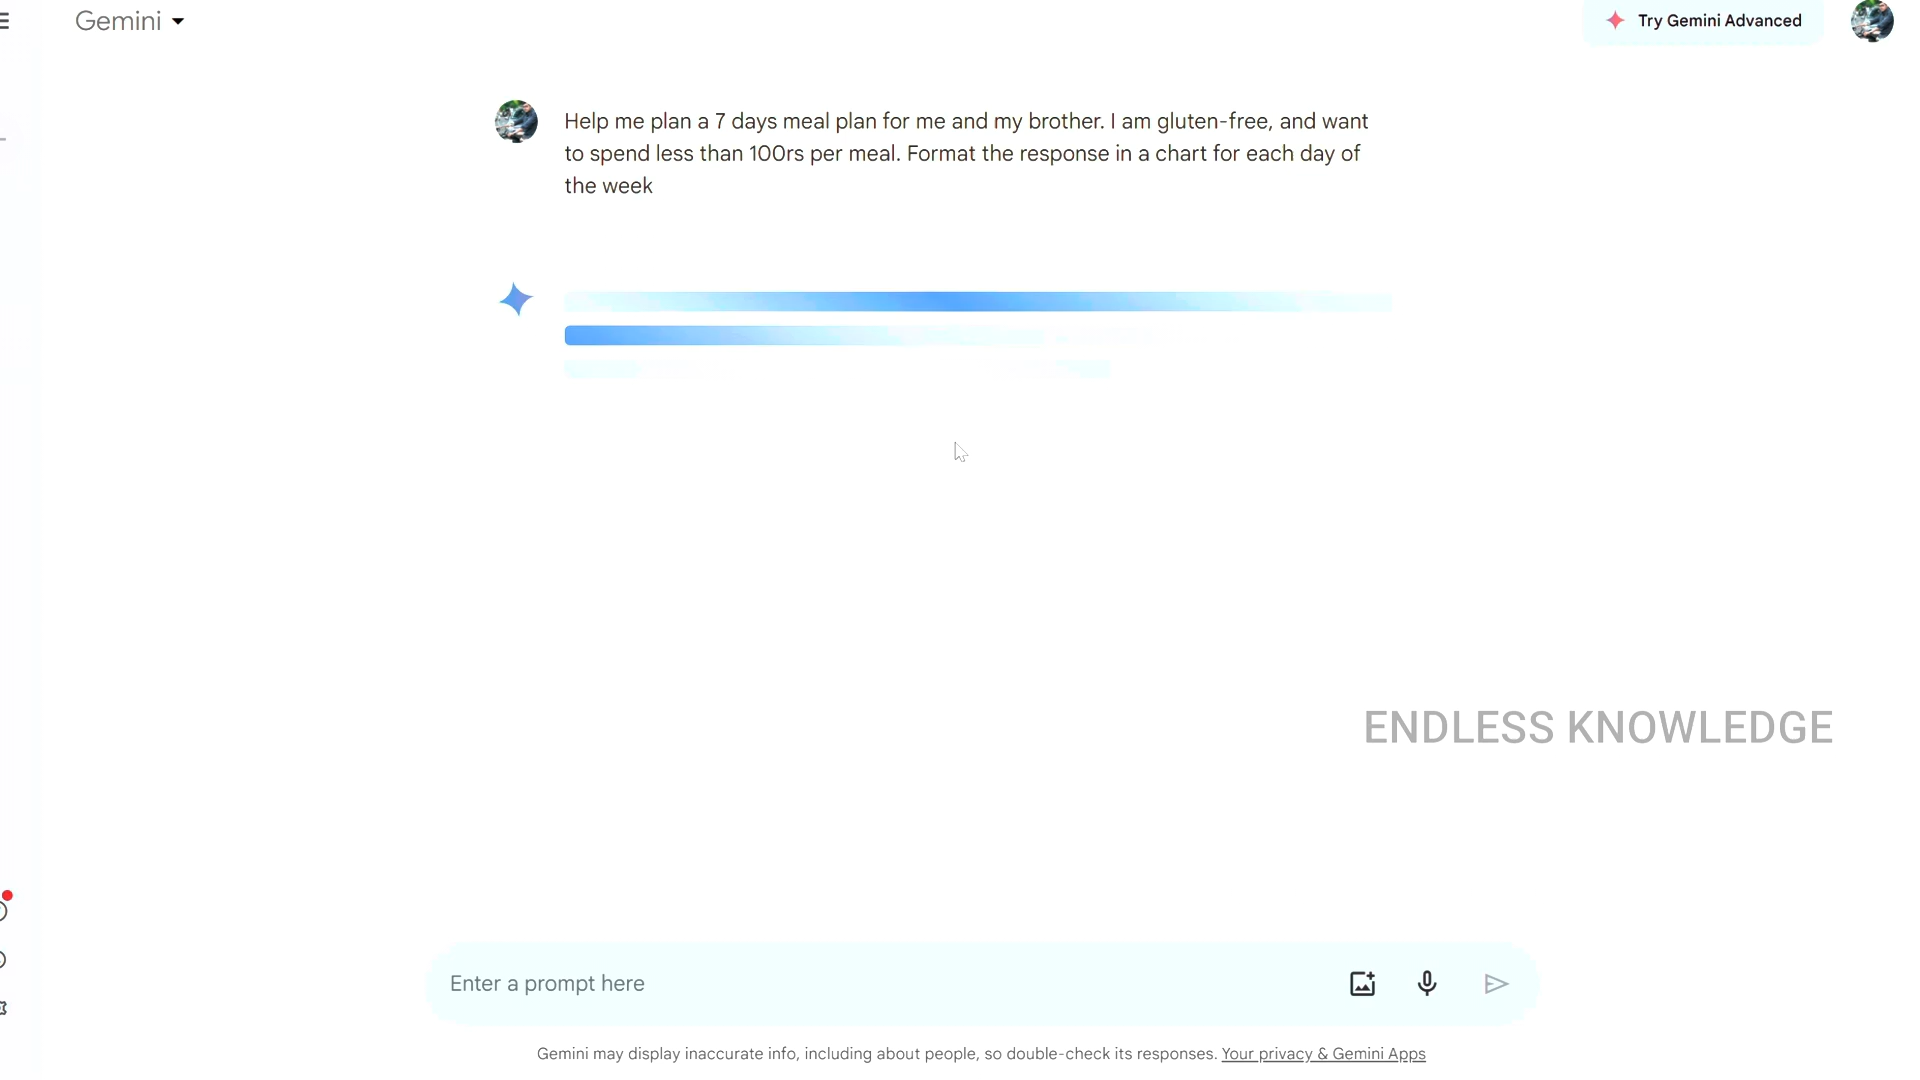 Gemini
Try Gemini Advanced
Help me plan a 7 days meal plan for me and my brother. I am gluten-free, and want
to spend less than 100rs per meal. Format the response in a chart for each day of
the week
ENDLESS KNOWLEDGE
Enter a prompt here
Gemini may display inaccurate info, including about people, so double-check its responses. Your privacy & Gemini Apps